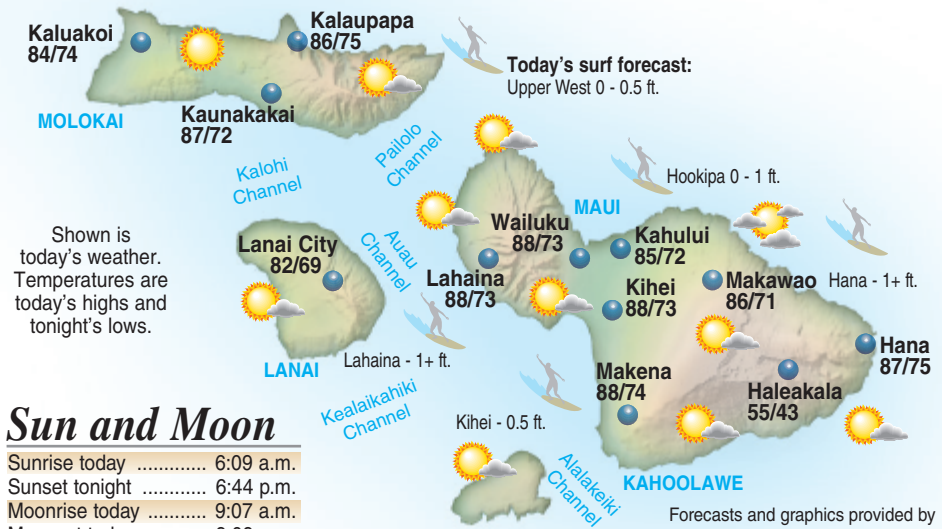 Kaluakoi
84/74
Kalaupapa
86/75
Today's surf forecast:
Upper West 0 - 0.5 ft.
MOLOKAI
Kaunakakai
87/72
Kalohi
Channel
Pailolo
Channel
Hookipa 0 - 1 ft.
MAUI
Shown is
today's weather.
Temperatures are
today's highs and
tonight's lows.
Lanai City
82/69
Auau
Channel
Wailuku
88/73
Kahului
85/72
Lahaina
88/73
Kihei
88/73
Makawao
86/71
Hana - 1+ ft.
LANAI
Lahaina - 1+ ft.
Hana
87/75
Makena
88/74
Haleakala
55/43
Kealaikahiki
Channel
Kihei - 0.5 ft.
Alalakeiki
Channel
KAHOOLAWE
Sun and Moon
Sunrise today ............. 6:09 a.m.
Sunset tonight ............ 6:44 p.m.
Moonrise today ........... 9:07 a.m.
Forecasts and graphics provided by